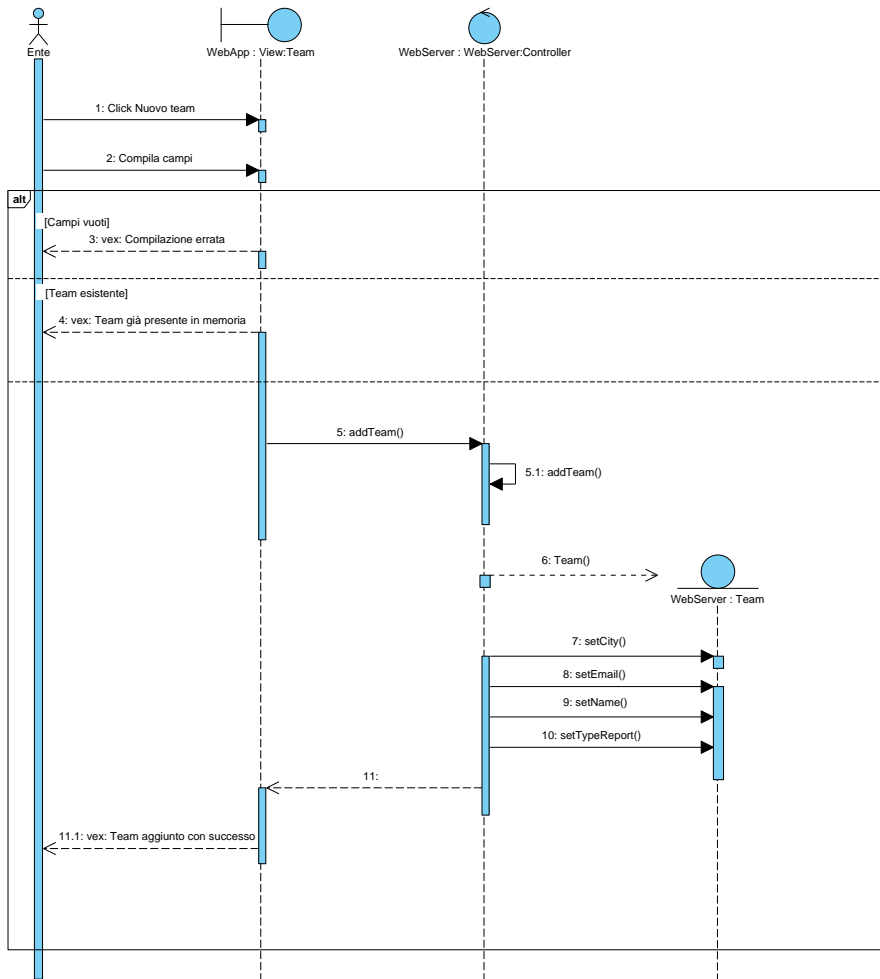 Ente
WebApp : View:Team
WebServer : WebServer:Controller
1: Click Nuovo team
2: Compila campi
alt
[Campi vuoti]
3: vex: Compilazione errata
[Team esistente]
4: vex: Team già presente in memoria
5: addTeam()
5.1: addTeam()
6: Team()
WebServer : Team
7: setCity()
8: setEmail()
9: setName()
10: setTypeReport()
11:
11.1: vex: Team aggiunto con successo